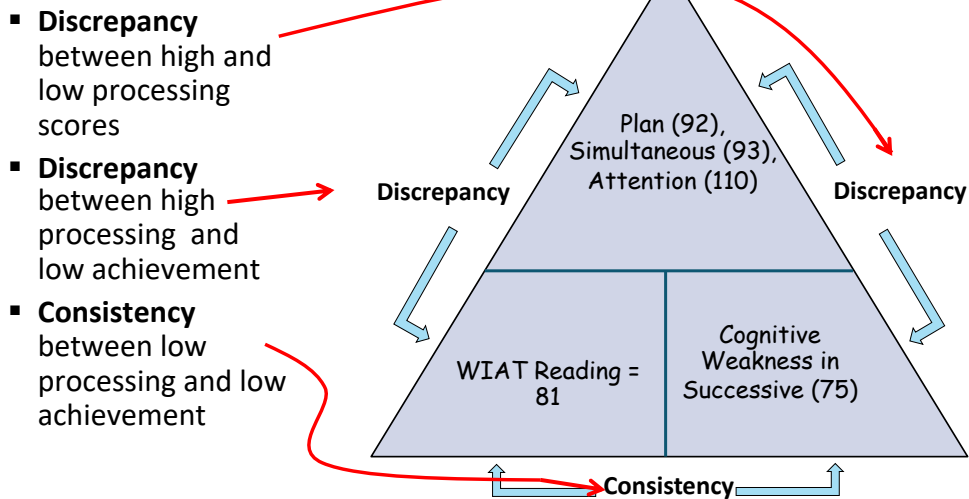 ▪ Discrepancy
between high and
low processing
scores
▪ Discrepancy
between high
processing and
low achievement
▪ Consistency
between low
processing and low
achievement
Plan (92),
Simultaneous (93),
Attention (110)
Discrepancy
Discrepancy
WIAT Reading =
81
Cognitive
Weakness in
Successive (75)
Consistency